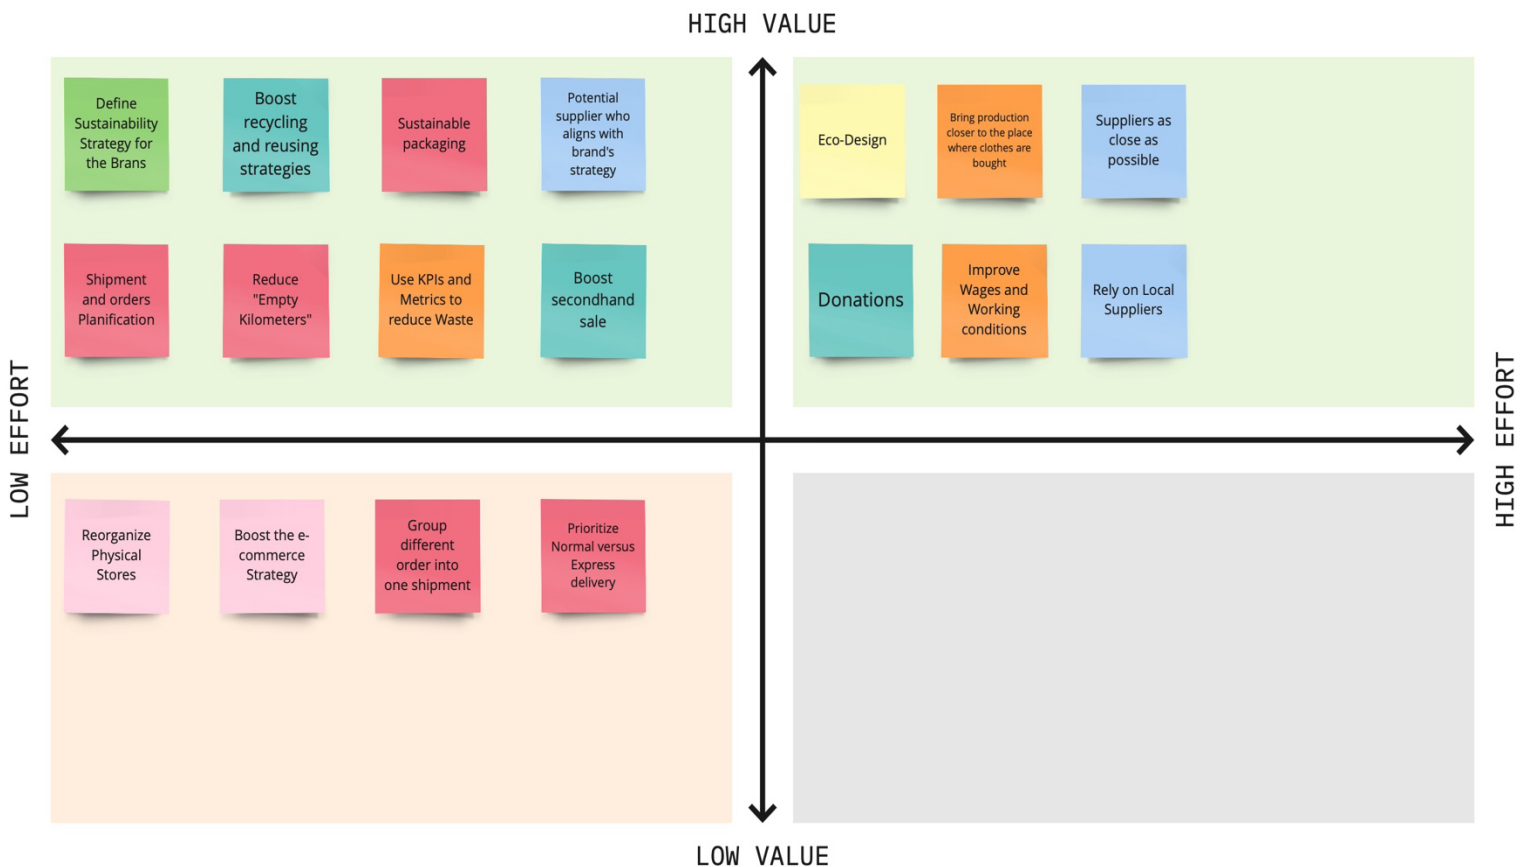 HIGH VALUE
Define
Sustainability
Strategy for
the Brans
Boost
recycling
and reusing
strategies
Sustainable
packaging
Potential
supplier who
aligns with
brand's
strategy
Eco-Design
Bring production
closer to the place
where clothes are
bought
Suppliers as
close as
possible
Shipment
and orders
Planification
Reduce
"Empty
Kilometers"
Use KPIs and
Metrics to
reduce Waste
Boost
secondhand
sale
Donations
Improve
Wages and
Working
conditions
Rely on Local
Suppliers
LOW EFFORT
HIGH EFFORT
Reorganize
Physical
Stores
Boost the e-
commerce
Strategy
Group
different
order into
one shipment
Prioritize
Normal versus
Express
delivery
LOW VALUE